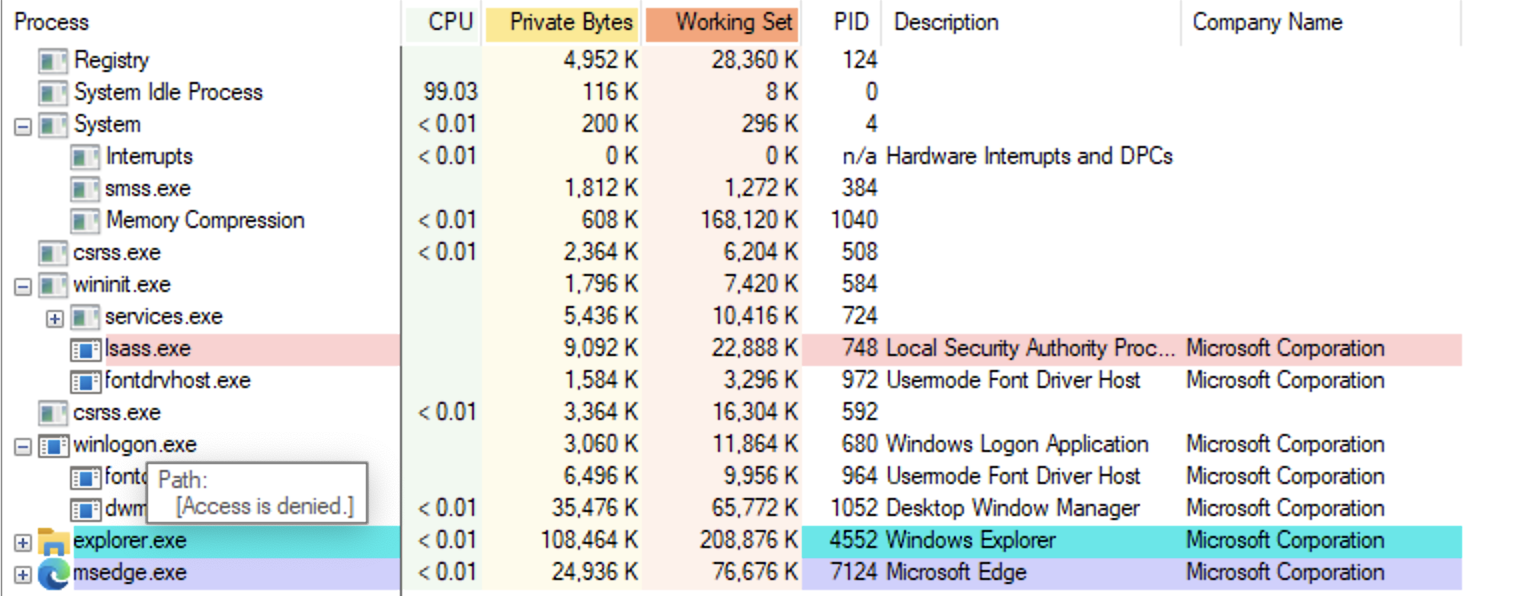 Process CPU Private Bytes Working Set PID Description Company Name
Registry 4,952 K 28,360 K 124
System Idle Process 99.03 116 K 8 K 0
System < 0.01 200 K 296 K 4
Interrupts < 0.01 0 K 0 K n/a Hardware Interrupts and DPCs
smss.exe 1,812 K 1,272 K 384
Memory Compression < 0.01 608 K 168,120 K 1040
csrss.exe < 0.01 2,364 K 6,204 K 508
wininit.exe 1,796 K 7,420 K 584
services.exe 5,436 K 10,416 K 724
lsass.exe 9,092 K 22,888 K 748 Local Security Authority Proc... Microsoft Corporation
fontdrvhost.exe 1,584 K 3,296 K 972 Usermode Font Driver Host Microsoft Corporation
csrss.exe < 0.01 3,364 K 16,304 K 592
winlogon.exe 3,060 K 11,864 K 680 Windows Logon Application Microsoft Corporation
fontd 6,496 K 9,956 K 964 Usermode Font Driver Host Microsoft Corporation
Path:
[Access is denied.]
dwm < 0.01 35,476 K 65,772 K 1052 Desktop Window Manager Microsoft Corporation
explorer.exe < 0.01 108,464 K 208,876 K 4552 Windows Explorer Microsoft Corporation
msedge.exe < 0.01 24,936 K 76,676 K 7124 Microsoft Edge Microsoft Corporation